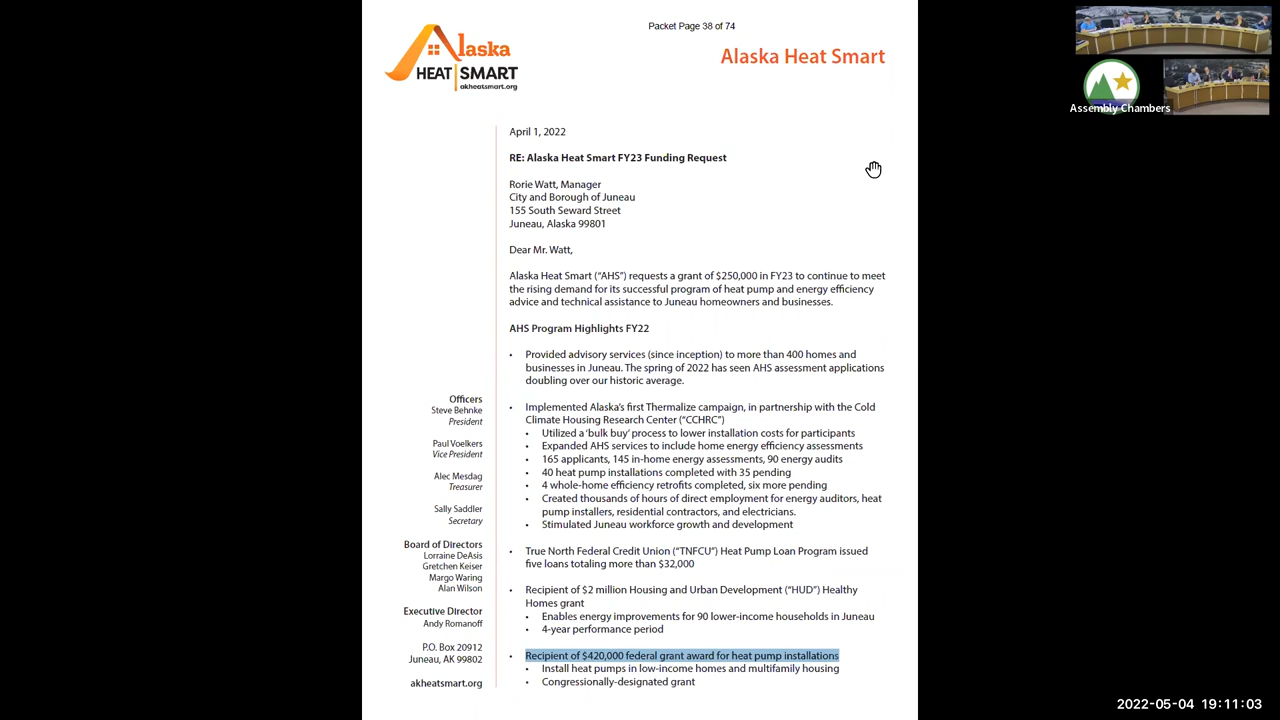 Packet Page 38 of 74
Alaska
HEAT SMART
akheatsmart.org
Alaska Heat Smart
Assembly Chambers
April 1, 2022
RE: Alaska Heat Smart FY23 Funding Request
Rorie Watt, Manager
City and Borough of Juneau
155 South Seward Street
Juneau, Alaska 99801
Dear Mr. Watt,
Alaska Heat Smart (“AHS”) requests a grant of $250,000 in FY23 to continue to meet
the rising demand for its successful program of heat pump and energy efficiency
advice and technical assistance to Juneau homeowners and businesses.
AHS Program Highlights FY22
• Provided advisory services (since inception) to more than 400 homes and
businesses in Juneau. The spring of 2022 has seen AHS assessment applications
doubling over our historic average.
• Implemented Alaska’s first Thermalize campaign, in partnership with the Cold
Climate Housing Research Center (“CCHRC”)
• Utilized a ‘bulk buy’ process to lower installation costs for participants
• Expanded AHS services to include home energy efficiency assessments
• 165 applicants, 145 in-home energy assessments, 90 energy audits
• 40 heat pump installations completed with 35 pending
• 4 whole-home efficiency retrofits completed, six more pending
• Created thousands of hours of direct employment for energy auditors, heat
pump installers, residential contractors, and electricians.
• Stimulated Juneau workforce growth and development
• True North Federal Credit Union (“TNFCU”) Heat Pump Loan Program issued
five loans totaling more than $32,000
• Recipient of $2 million Housing and Urban Development (“HUD”) Healthy
Homes grant
• Enables energy improvements for 90 lower-income households in Juneau
• 4-year performance period
• Recipient of $420,000 federal grant award for heat pump installations
• Install heat pumps in low-income homes and multifamily housing
• Congressionally-designated grant
Officers
Steve Behnke
President
Paul Voelkers
Vice President
Alec Mesdag
Treasurer
Sally Saddler
Secretary
Board of Directors
Lorraine DeAsis
Gretchen Keiser
Margo Waring
Alan Wilson
Executive Director
Andy Romanoff
P.O. Box 20912
Juneau, AK 99802
akheatsmart.org
2022-05-04 19:11:03